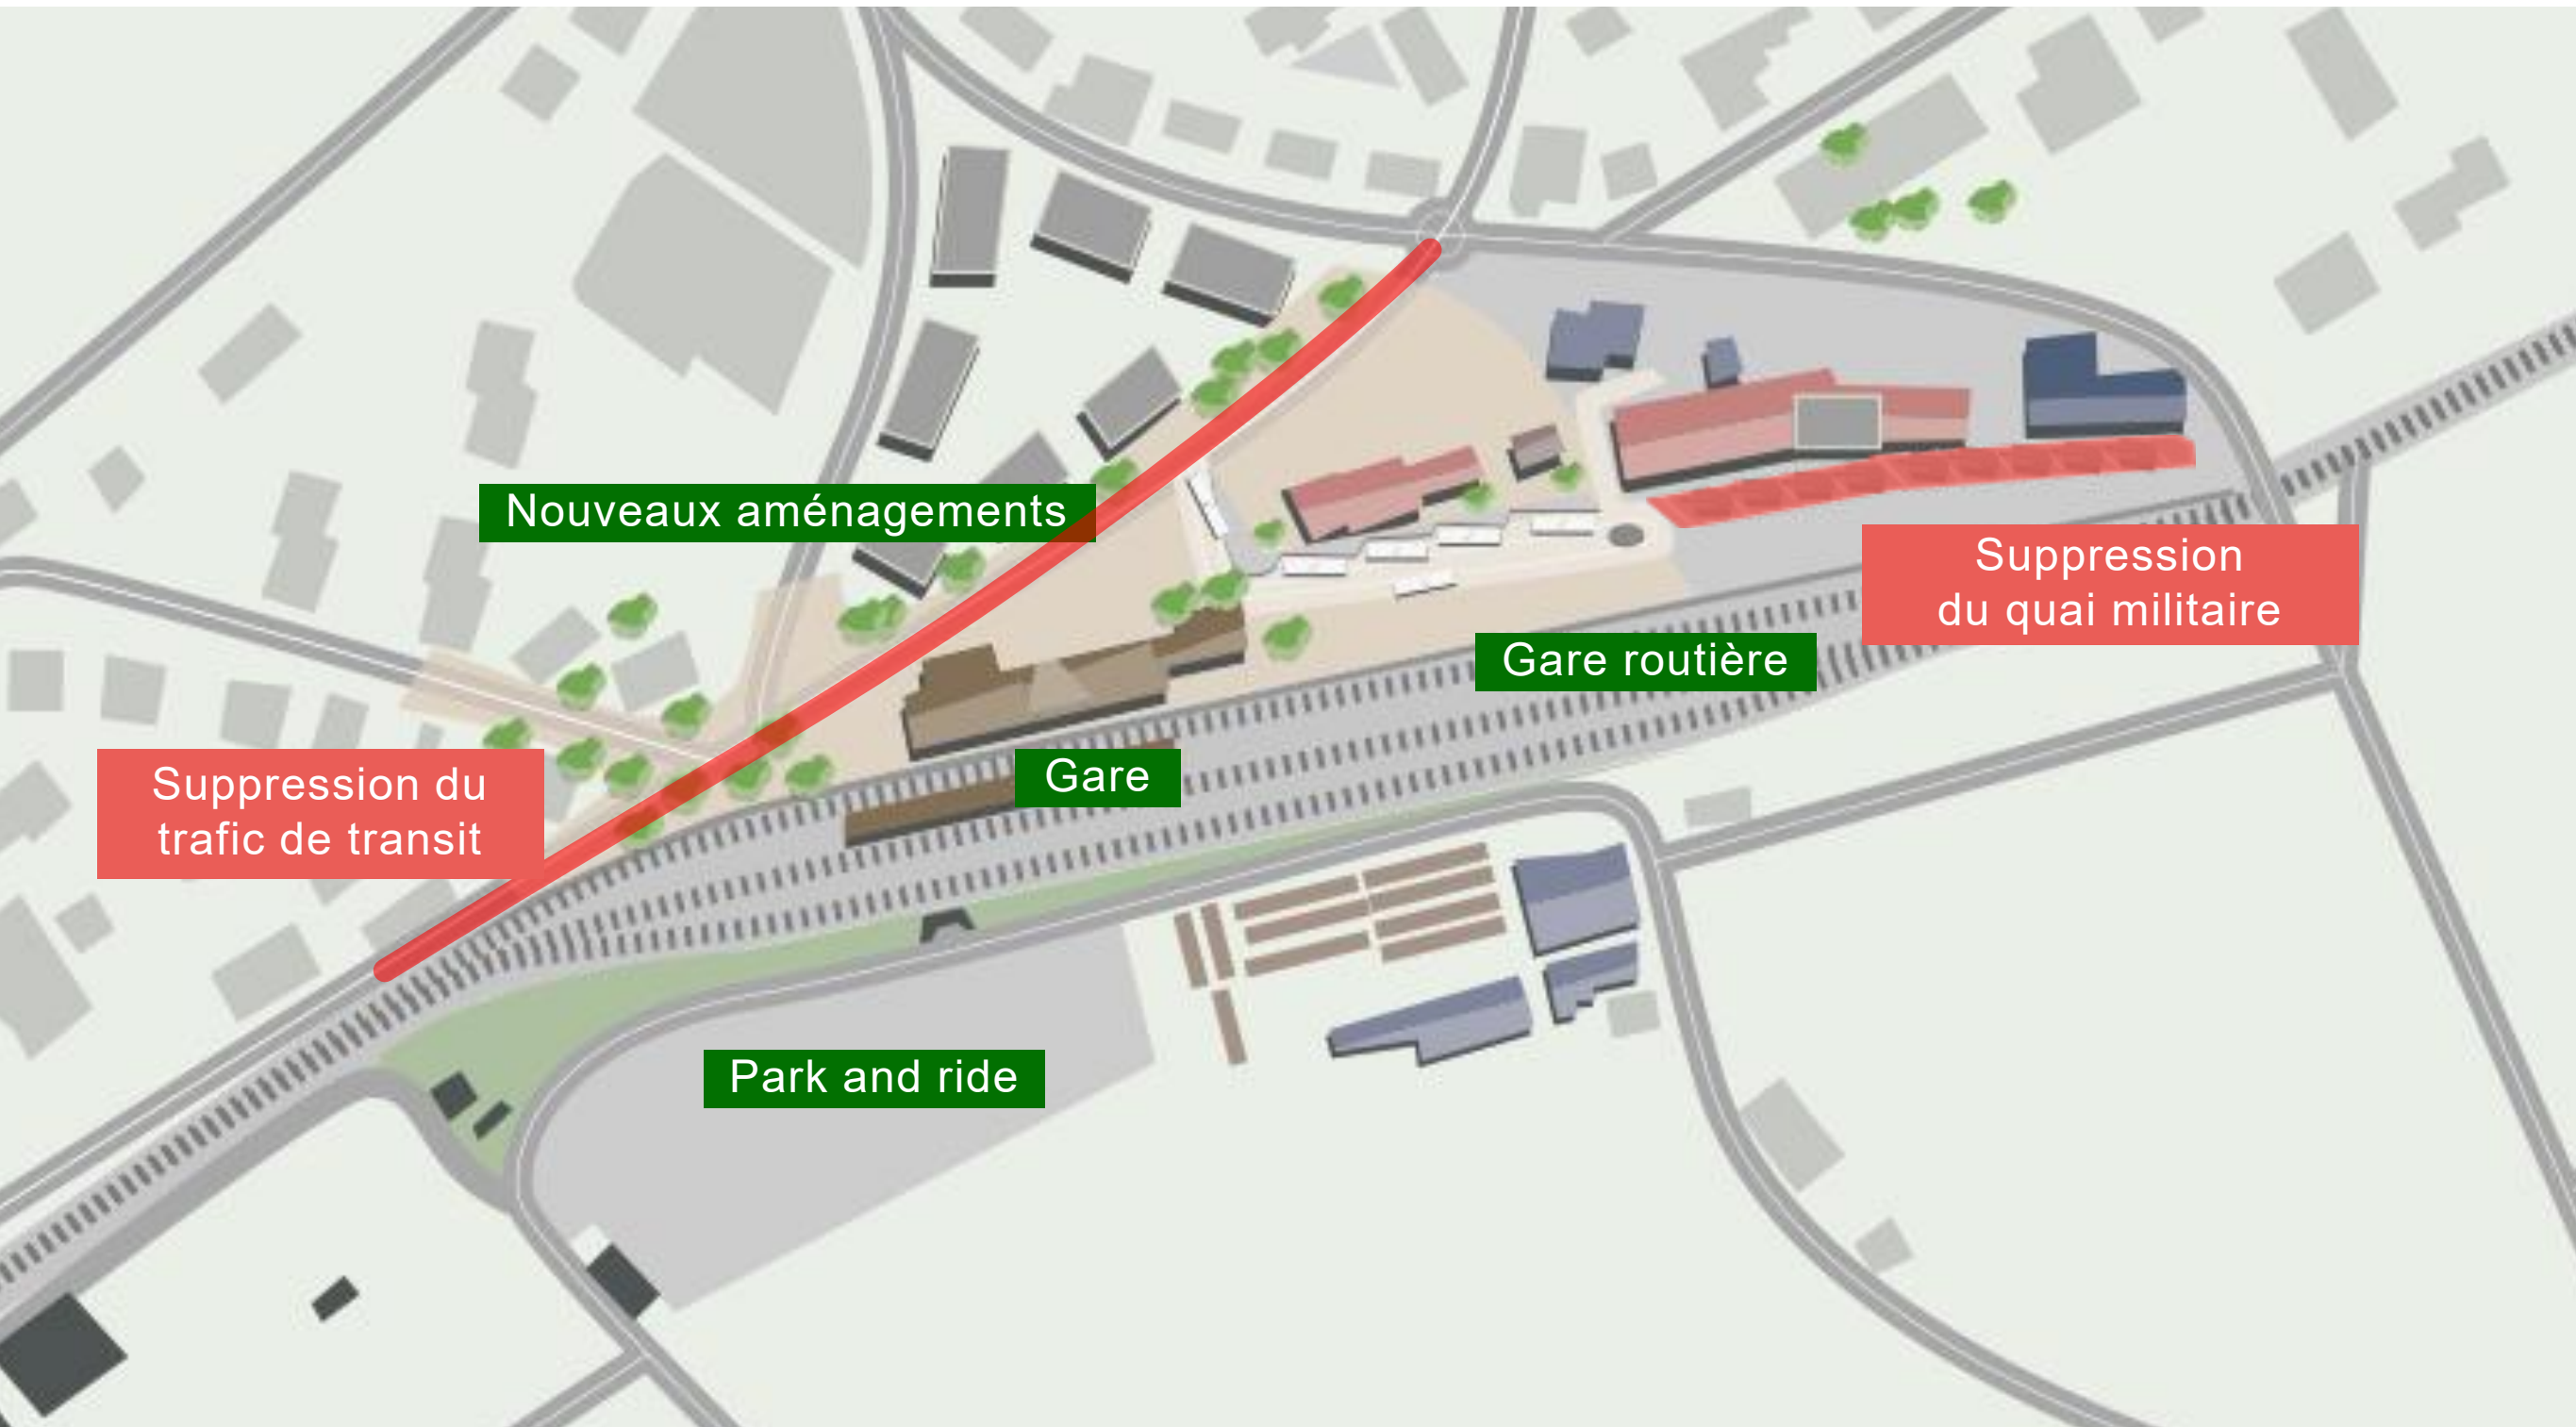 Nouveaux aménagements
Suppression
du quai militaire
Gare routière
Suppression du
trafic de transit
Gare
Park and ride